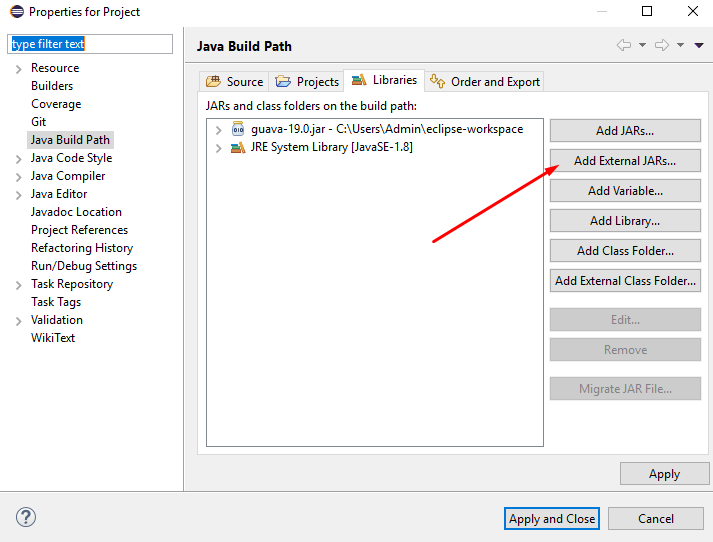 Properties for Project
type filter text
Resource
Builders
Coverage
Git
Java Build Path
Java Code Style
Java Compiler
Java Editor
Javadoc Location
Project References
Refactoring History
Run/Debug Settings
Task Repository
Task Tags
Validation
WikiText
Java Build Path
Source Projects Libraries Order and Export
JARs and class folders on the build path:
guava-19.0.jar - C:\Users\Admin\eclipse-workspace
JRE System Library [JavaSE-1.8]
Add JARs...
Add External JARs...
Add Variable...
Add Library...
Add Class Folder...
Add External Class Folder...
Edit...
Remove
Migrate JAR File...
Apply
?
Apply and Close Cancel